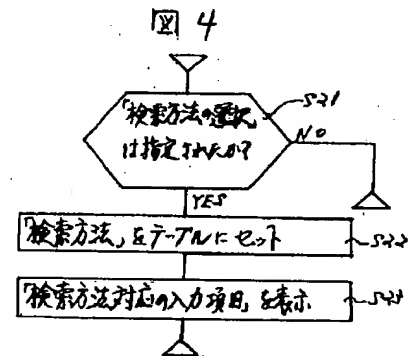 図 4
「検索方法の選択」
は指定されたか?
S21
NO
YES
「検索方法」をテーブルにセット
S22
「検索方法対応の入力項目」を表示
S23